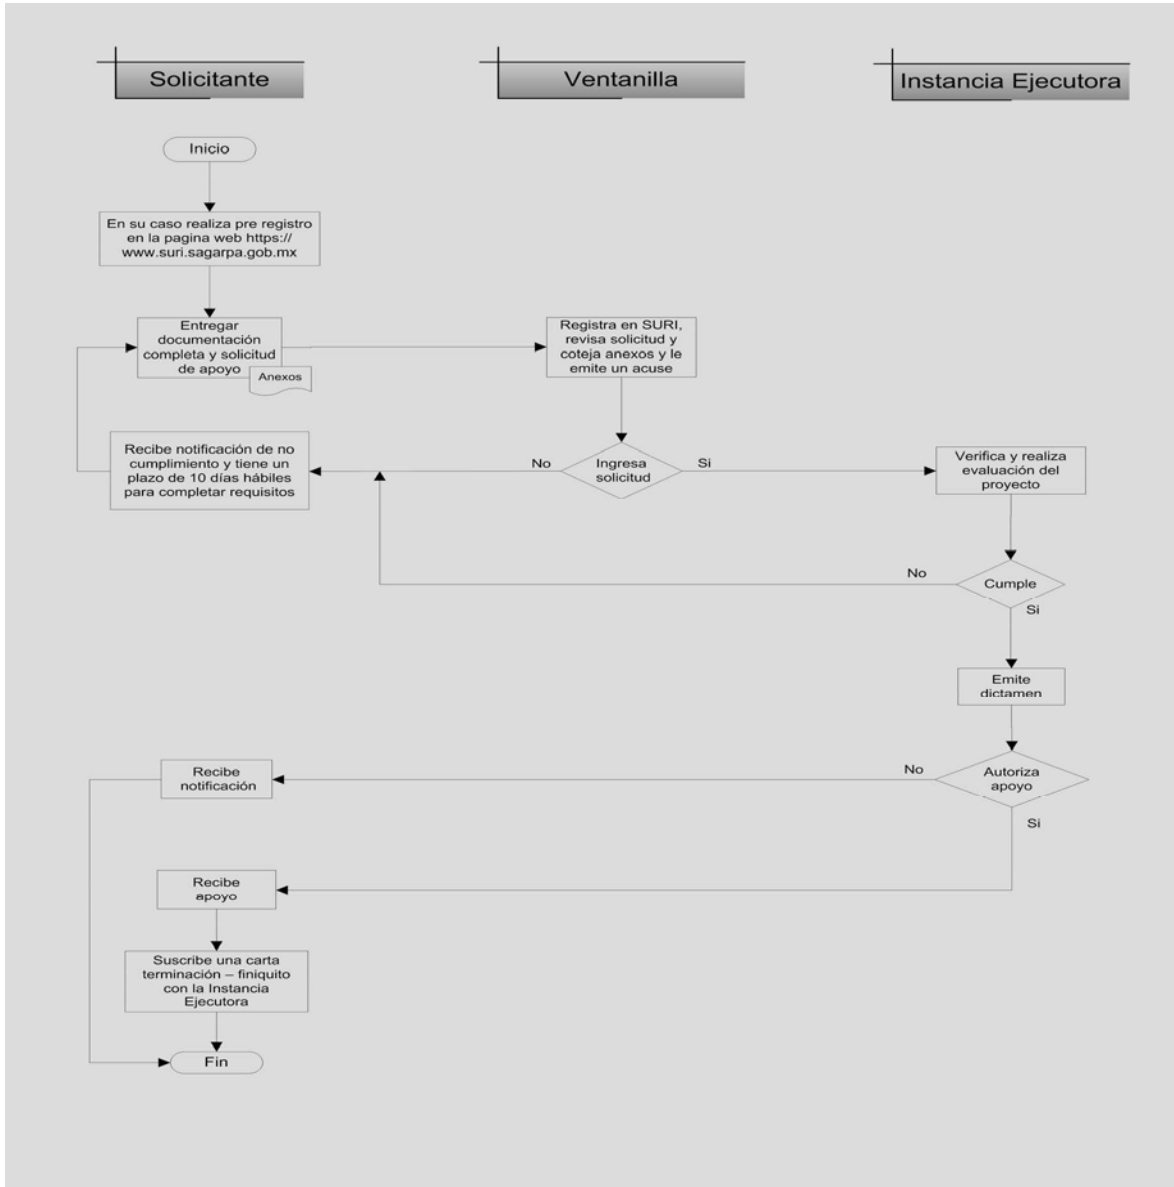 Solicitante
Ventanilla
Instancia Ejecutora
Inicio
En su caso realiza pre registro
en la pagina web https://
www.suri.sagarpa.gob.mx
Entregar
documentación
completa y solicitud
de apoyo
Anexos
Registra en SURI,
revisa solicitud y
coteja anexos y le
emite un acuse
Recibe notificación de no
cumplimiento y tiene un
plazo de 10 días hábiles
para completar requisitos
No
Ingresa
solicitud
Si
Verifica y realiza
evaluación del
proyecto
No
Cumple
Si
Emite
dictamen
Recibe
notificación
No
Autoriza
apoyo
Si
Recibe
apoyo
Suscribe una carta
terminación – finiquito
con la Instancia
Ejecutora
Fin